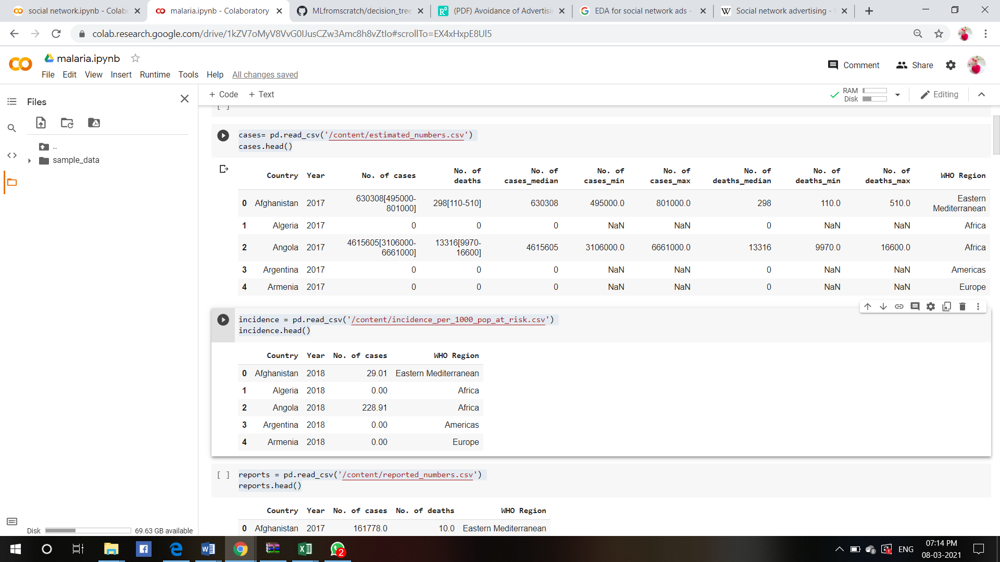 social network.ipynb - Colab
malaria.ipynb - Colaboratory
MLfromscratch/decision_tree
(PDF) Avoidance of Advertisi
EDA for social network ads -
Social network advertising -
colab.research.google.com/drive/1kZV7oMyV8VvG0IJusCZw3Amc8h8vZtIo#scrollTo=EX4xHxpE8Ul5
malaria.ipynb
File Edit View Insert Runtime Tools Help All changes saved
Comment Share
Files
+ Code + Text
RAM
Disk
Editing
..
sample_data
[ ]
cases= pd.read_csv('/content/estimated_numbers.csv')
cases.head()
Country Year No. of cases No. of deaths No. of cases_median No. of cases_min No. of cases_max No. of deaths_median No. of deaths_min No. of deaths_max WHO Region
0 Afghanistan 2017 630308[495000-801000] 298[110-510] 630308 495000.0 801000.0 298 110.0 510.0 Eastern Mediterranean
1 Algeria 2017 0 0 0 NaN NaN 0 NaN NaN Africa
2 Angola 2017 4615605[3106000-6661000] 13316[9970-16600] 4615605 3106000.0 6661000.0 13316 9970.0 16600.0 Africa
3 Argentina 2017 0 0 0 NaN NaN 0 NaN NaN Americas
4 Armenia 2017 0 0 0 NaN NaN 0 NaN NaN Europe
incidence = pd.read_csv('/content/incidence_per_1000_pop_at_risk.csv')
incidence.head()
Country Year No. of cases WHO Region
0 Afghanistan 2018 29.01 Eastern Mediterranean
1 Algeria 2018 0.00 Africa
2 Angola 2018 228.91 Africa
3 Argentina 2018 0.00 Americas
4 Armenia 2018 0.00 Europe
[ ] reports = pd.read_csv('/content/reported_numbers.csv')
reports.head()
Country Year No. of cases No. of deaths WHO Region
0 Afghanistan 2017 161778.0 10.0 Eastern Mediterranean
Disk 69.63 GB available
2
ENG
07:14 PM
08-03-2021